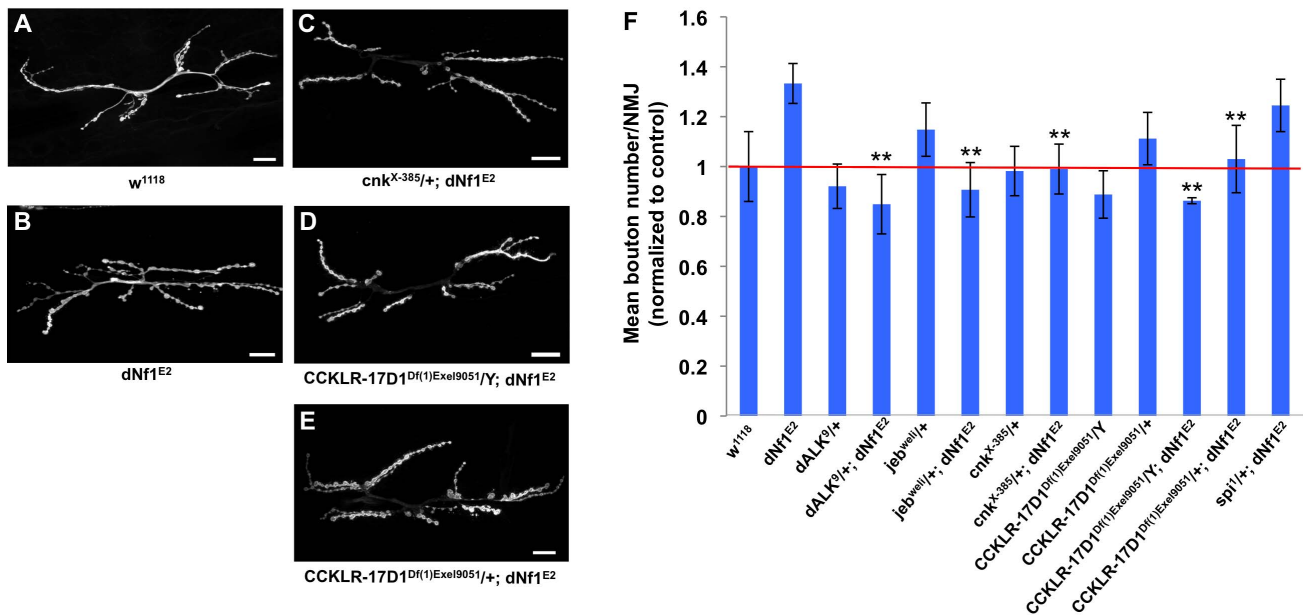 A
w1118
B
dNf1E2
C
cnkX-385/+; dNf1E2
D
CCKLR-17D1Df(1)Exel9051/Y; dNf1E2
E
CCKLR-17D1Df(1)Exel9051/+; dNf1E2
F
Mean bouton number/NMJ
(normalized to control)
1.6
1.4
1.2
1
0.8
0.6
0.4
0.2
0
**
**
**
**
**
w1118
dNf1E2
dALK9/+
dALK9/+; dNf1E2
jebweli/+
jebweli/+; dNf1E2
cnkX-385/+
cnkX-385/+; dNf1E2
CCKLR-17D1Df(1)Exel9051/Y
CCKLR-17D1Df(1)Exel9051/+
CCKLR-17D1Df(1)Exel9051/Y; dNf1E2
CCKLR-17D1Df(1)Exel9051/+; dNf1E2
spi1/+; dNf1E2